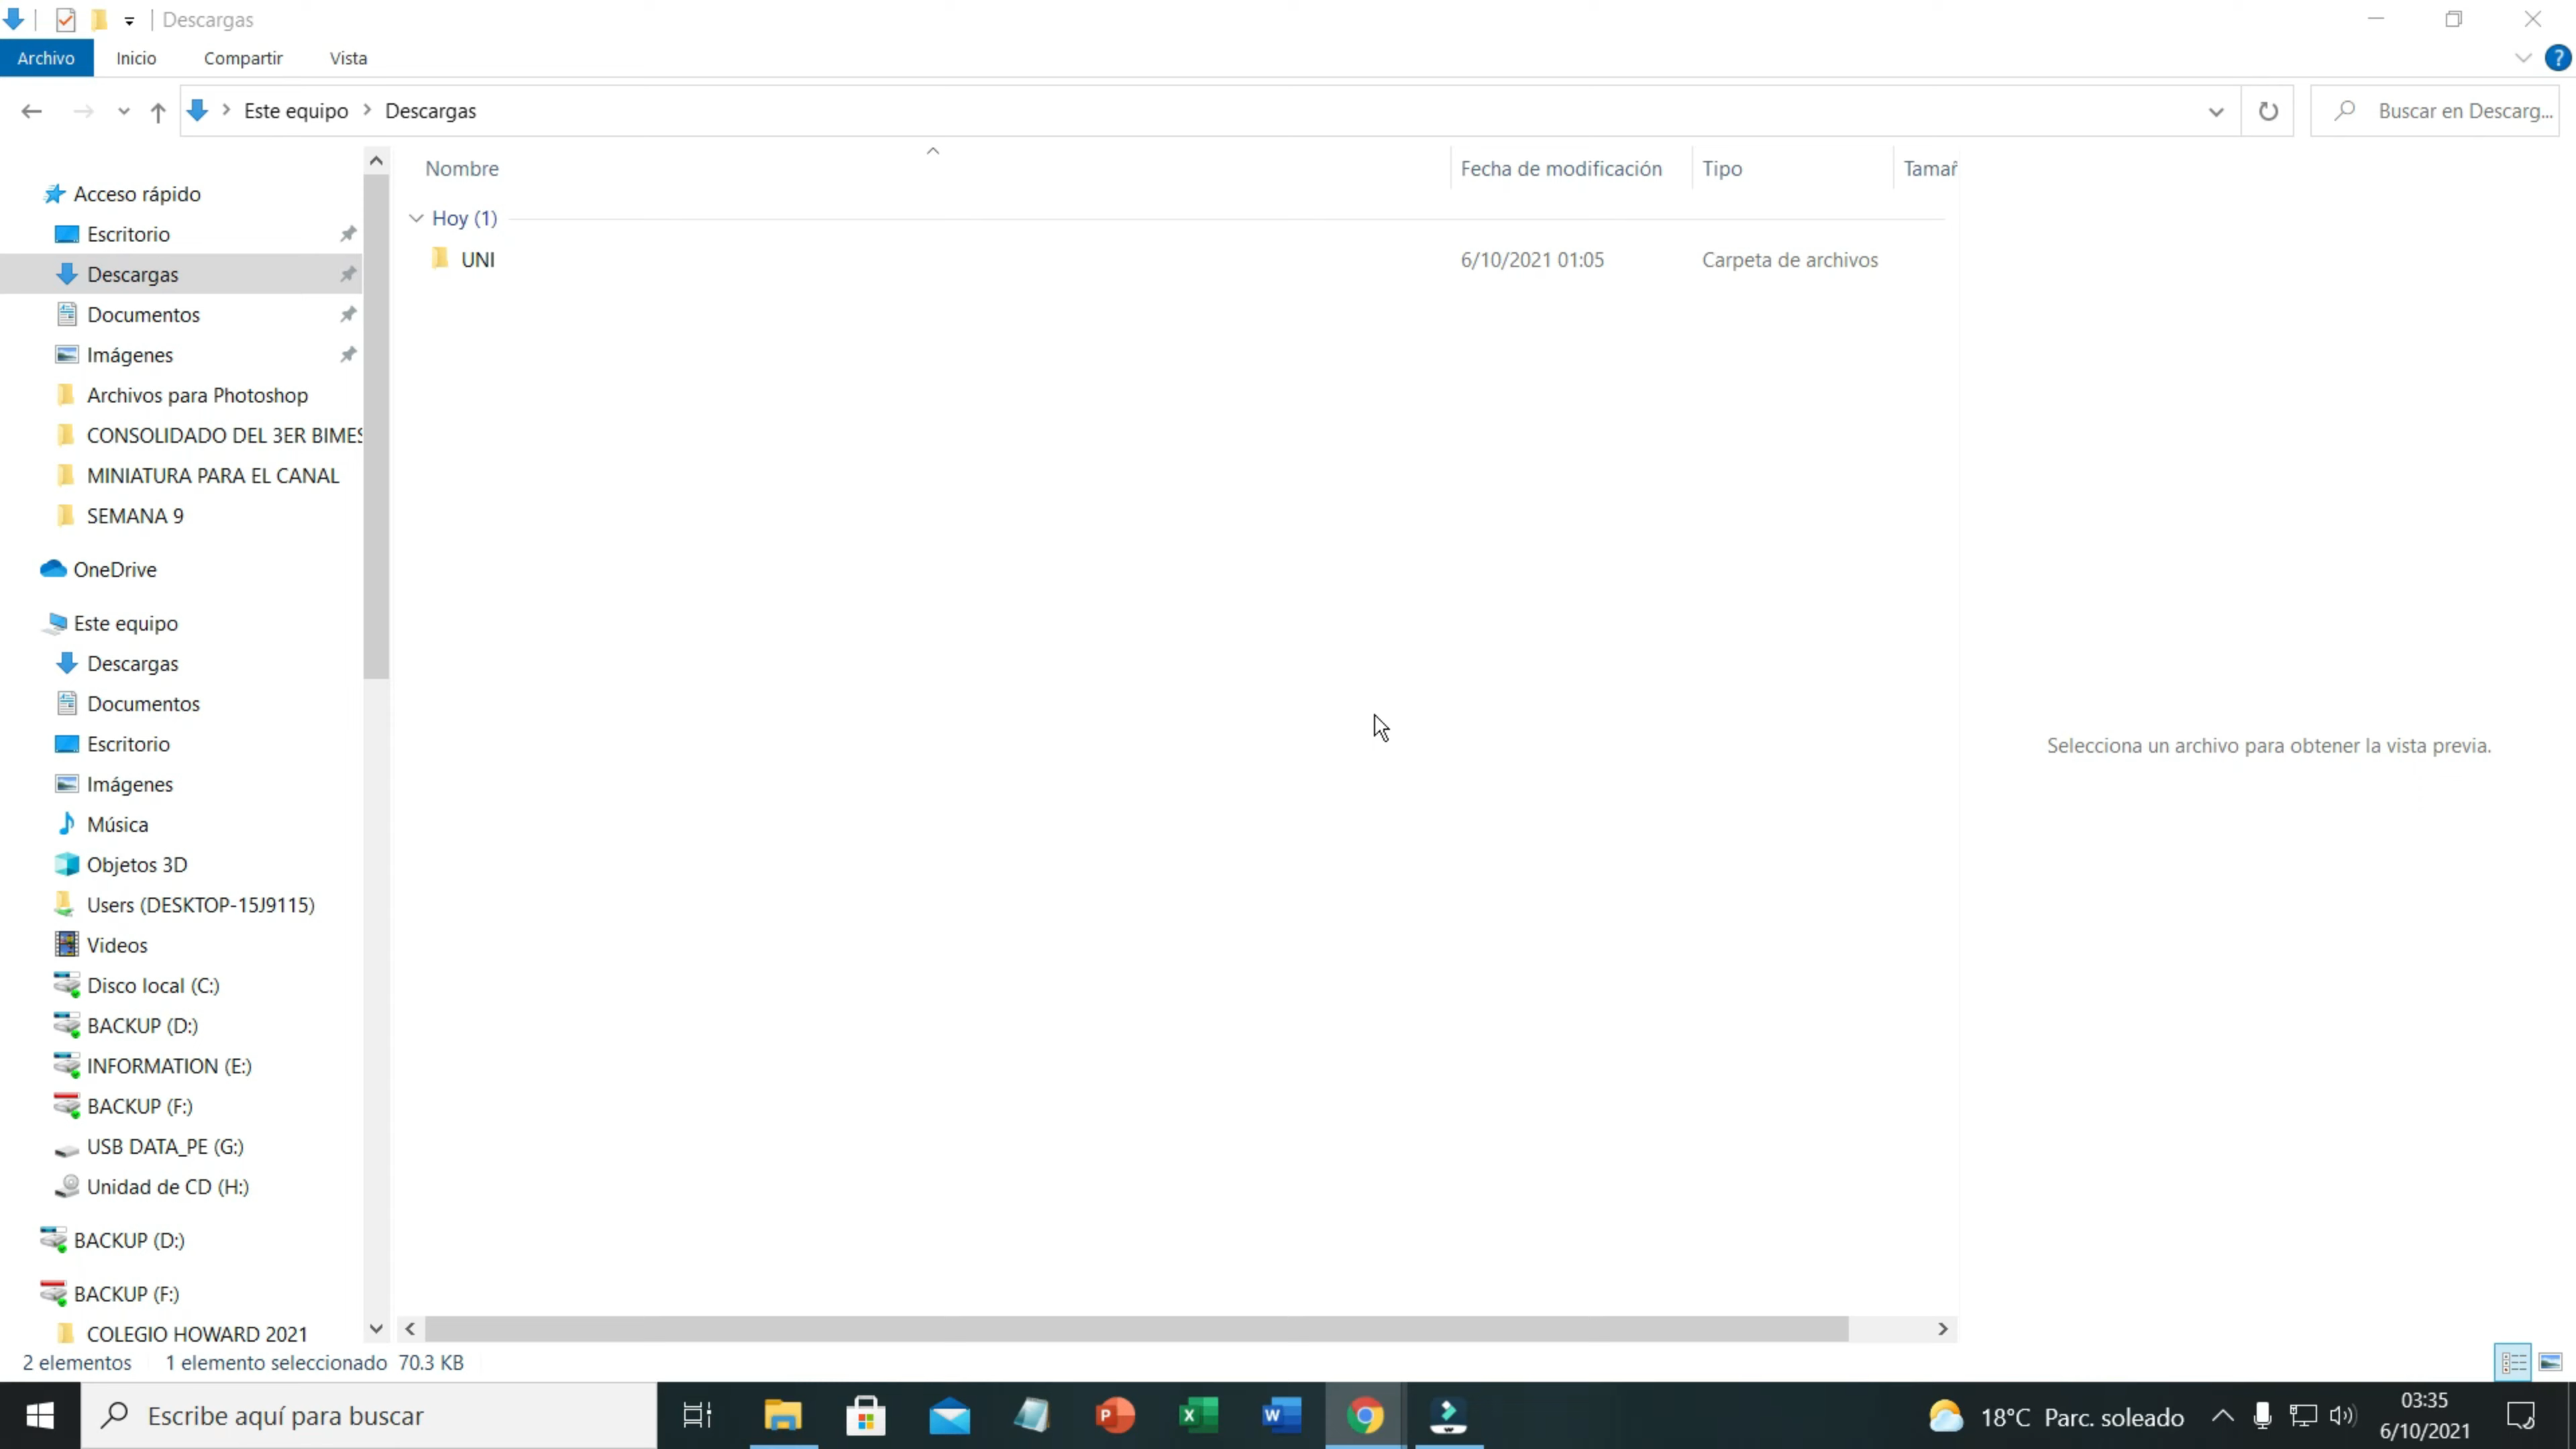 Descargas
Archivo Inicio Compartir Vista
Este equipo Descargas
Buscar en Descarg...
Nombre Fecha de modificación Tipo Tamañ
Acceso rápido
Escritorio
Descargas
Documentos
Imágenes
Archivos para Photoshop
CONSOLIDADO DEL 3ER BIMES
MINIATURA PARA EL CANAL
SEMANA 9
OneDrive
Este equipo
Descargas
Documentos
Escritorio
Imágenes
Música
Objetos 3D
Users (DESKTOP-15J9115)
Videos
Disco local (C:)
BACKUP (D:)
INFORMATION (E:)
BACKUP (F:)
USB DATA_PE (G:)
Unidad de CD (H:)
BACKUP (D:)
BACKUP (F:)
COLEGIO HOWARD 2021
Hoy (1)
UNI 6/10/2021 01:05 Carpeta de archivos
Selecciona un archivo para obtener la vista previa.
2 elementos 1 elemento seleccionado 70.3 KB
Escribe aquí para buscar
18°C Parc. soleado
03:35
6/10/2021